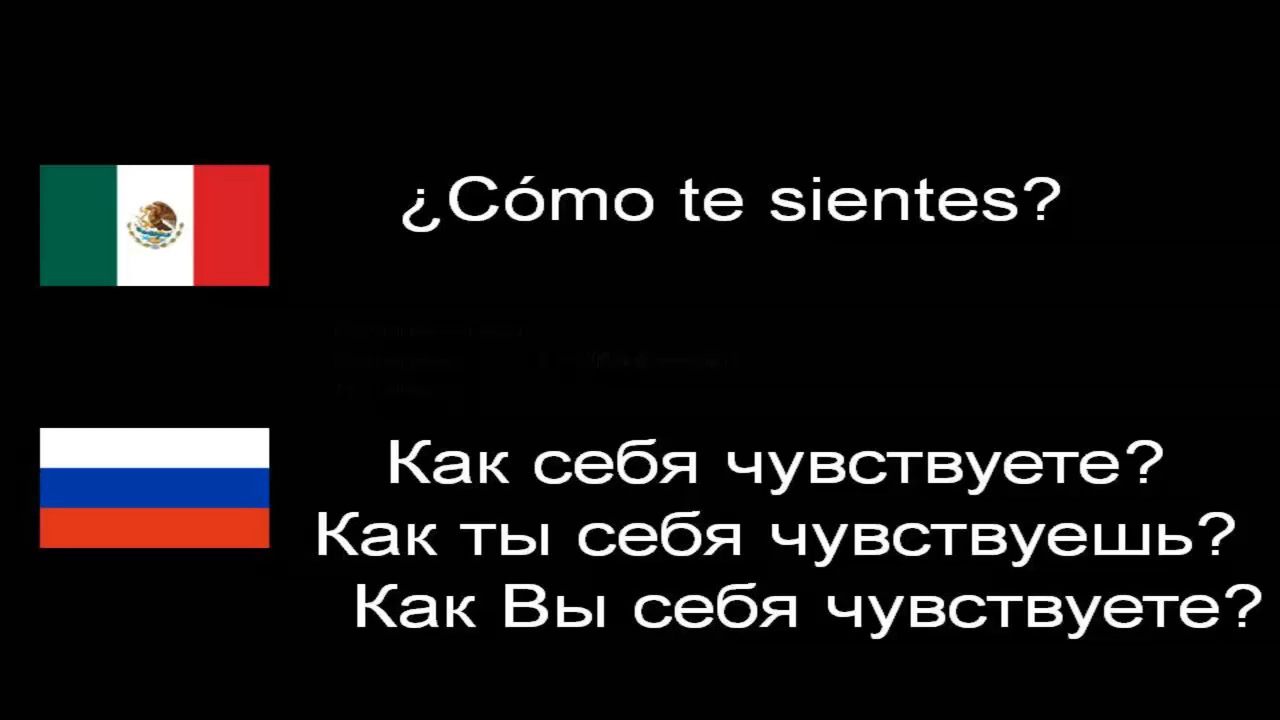 ¿Cómo te sientes?
Как себя чувствуете?
Как ты себя чувствуешь?
Как Вы себя чувствуете?